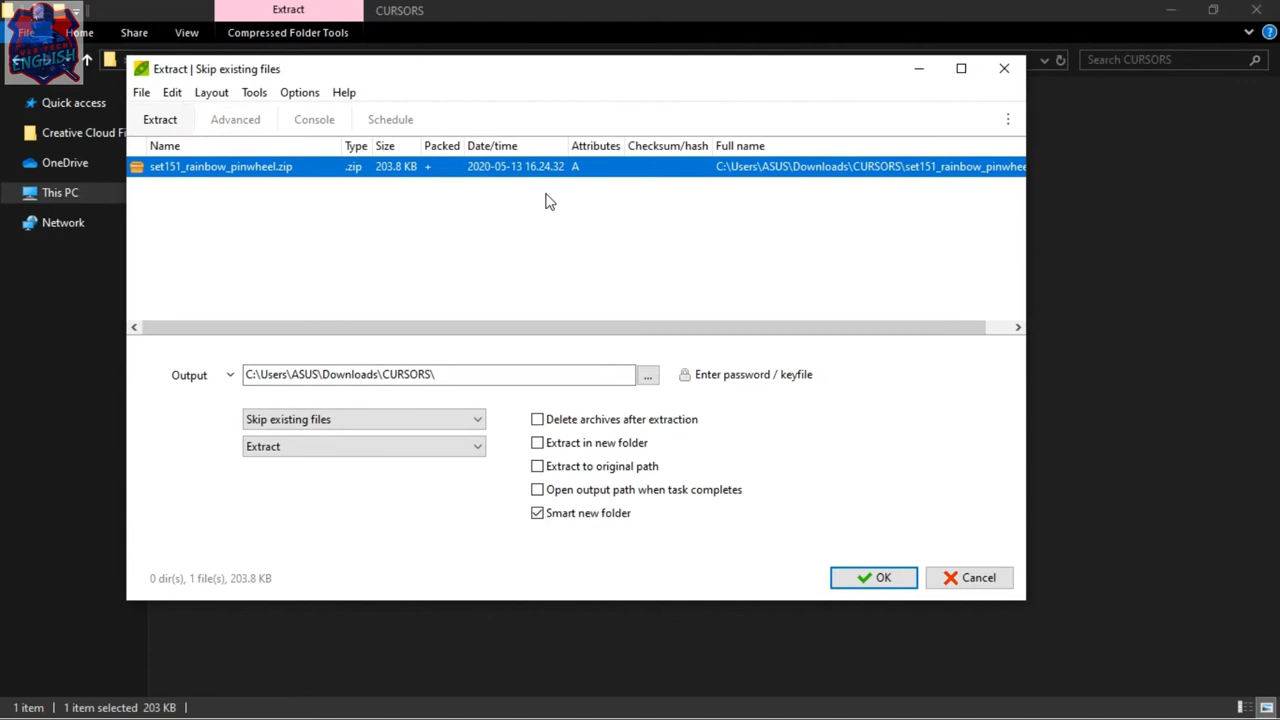 Extract
CURSORS
File
Home
Share
View
Compressed Folder Tools
ENGLISH
Search CURSORS
Extract | Skip existing files
File
Edit
Layout
Tools
Options
Help
Quick access
Creative Cloud Fi
OneDrive
This PC
Network
Extract
Advanced
Console
Schedule
Name
Type
Size
Packed
Date/time
Attributes
Checksum/hash
Full name
set151_rainbow_pinwheel.zip
.zip
203.8 KB
+
2020-05-13 16.24.32
A
C:\Users\ASUS\Downloads\CURSORS\set151_rainbow_pinwhee
Output
C:\Users\ASUS\Downloads\CURSORS\
...
Enter password / keyfile
Skip existing files
Extract
Delete archives after extraction
Extract in new folder
Extract to original path
Open output path when task completes
Smart new folder
0 dir(s), 1 file(s), 203.8 KB
OK
Cancel
1 item
1 item selected 203 KB